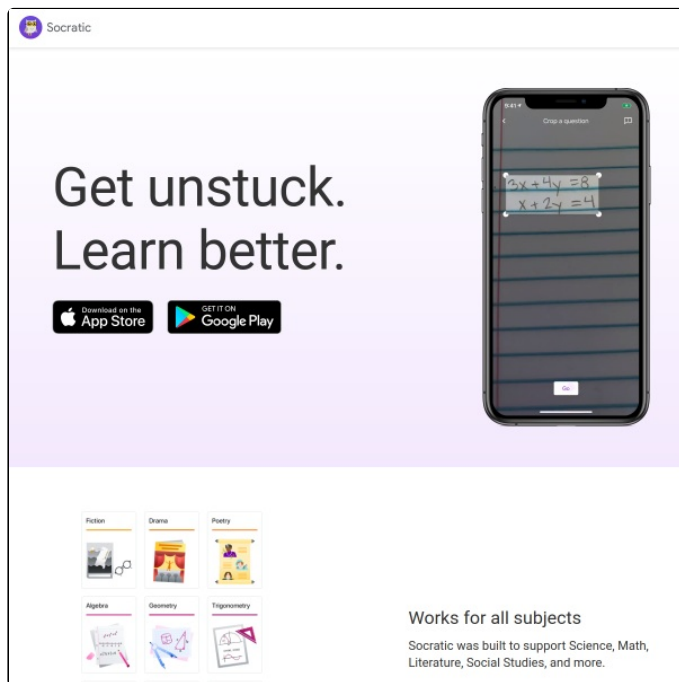 Socratic
Get unstuck.
Learn better.
Download on the
App Store
GET IT ON
Google Play
9:41
Crop a question
3x+4y =8
x+2y =4
Go
Fiction
Drama
Poetry
Algebra
Geometry
Trigonometry
Works for all subjects
Socratic was built to support Science, Math,
Literature, Social Studies, and more.